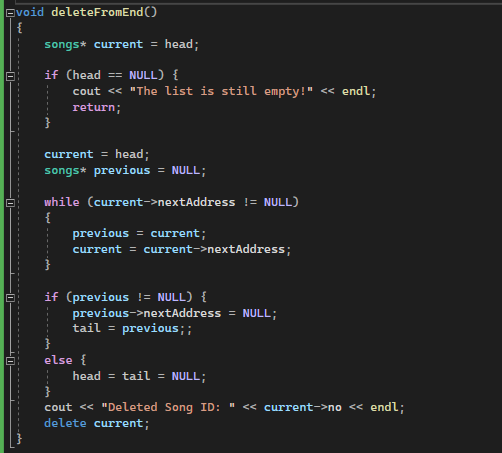 void deleteFromEnd()
{
songs* current = head;
if (head == NULL) {
cout << "The list is still empty!" << endl;
return;
}
current = head;
songs* previous = NULL;
while (current->nextAddress != NULL)
{
previous = current;
current = current->nextAddress;
}
if (previous != NULL) {
previous->nextAddress = NULL;
tail = previous;;
}
else {
head = tail = NULL;
}
cout << "Deleted Song ID: " << current->no << endl;
delete current;
}